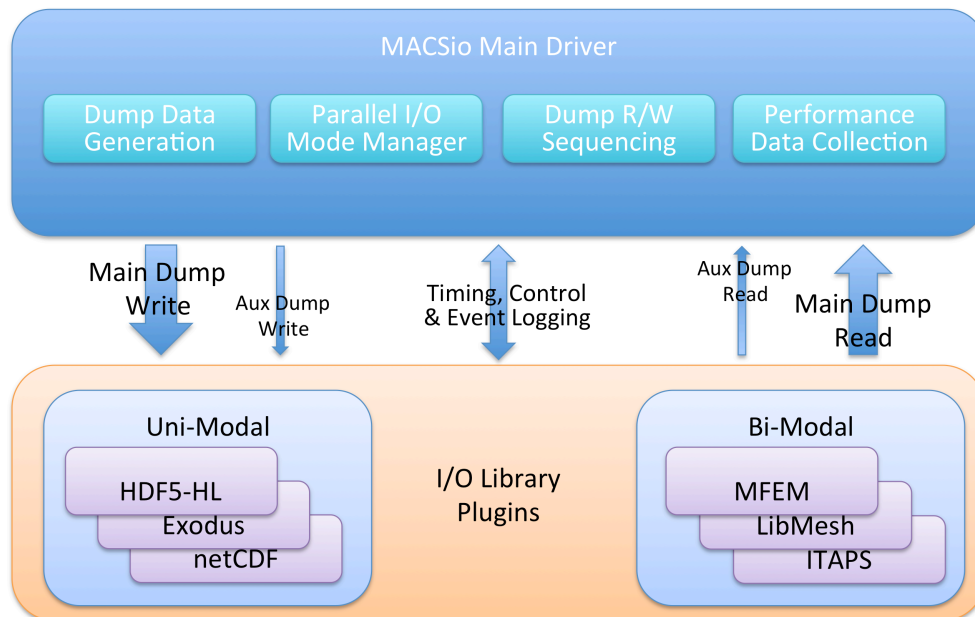 MACSio Main Driver
Dump Data
Generation
Parallel I/O
Mode Manager
Dump R/W
Sequencing
Performance
Data Collection
Main Dump
Write
Aux Dump
Write
Timing, Control
& Event Logging
Aux Dump
Read
Main Dump
Read
Uni-Modal
HDF5-HL
Exodus
netCDF
I/O Library
Plugins
Bi-Modal
MFEM
LibMesh
ITAPS